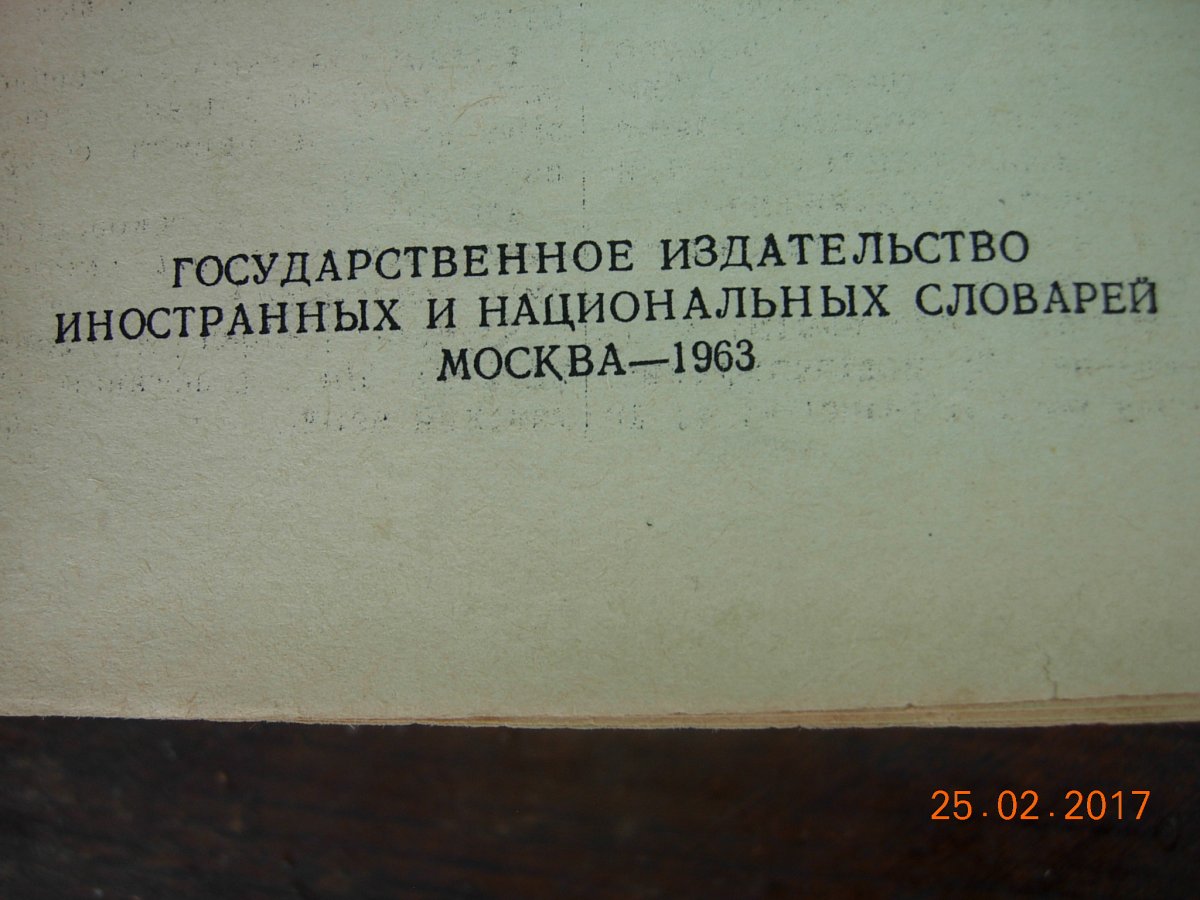 ГОСУДАРСТВЕННОЕ ИЗДАТЕЛЬСТВО
ИНОСТРАННЫХ И НАЦИОНАЛЬНЫХ СЛОВАРЕЙ
МОСКВА—1963
25.02.2017